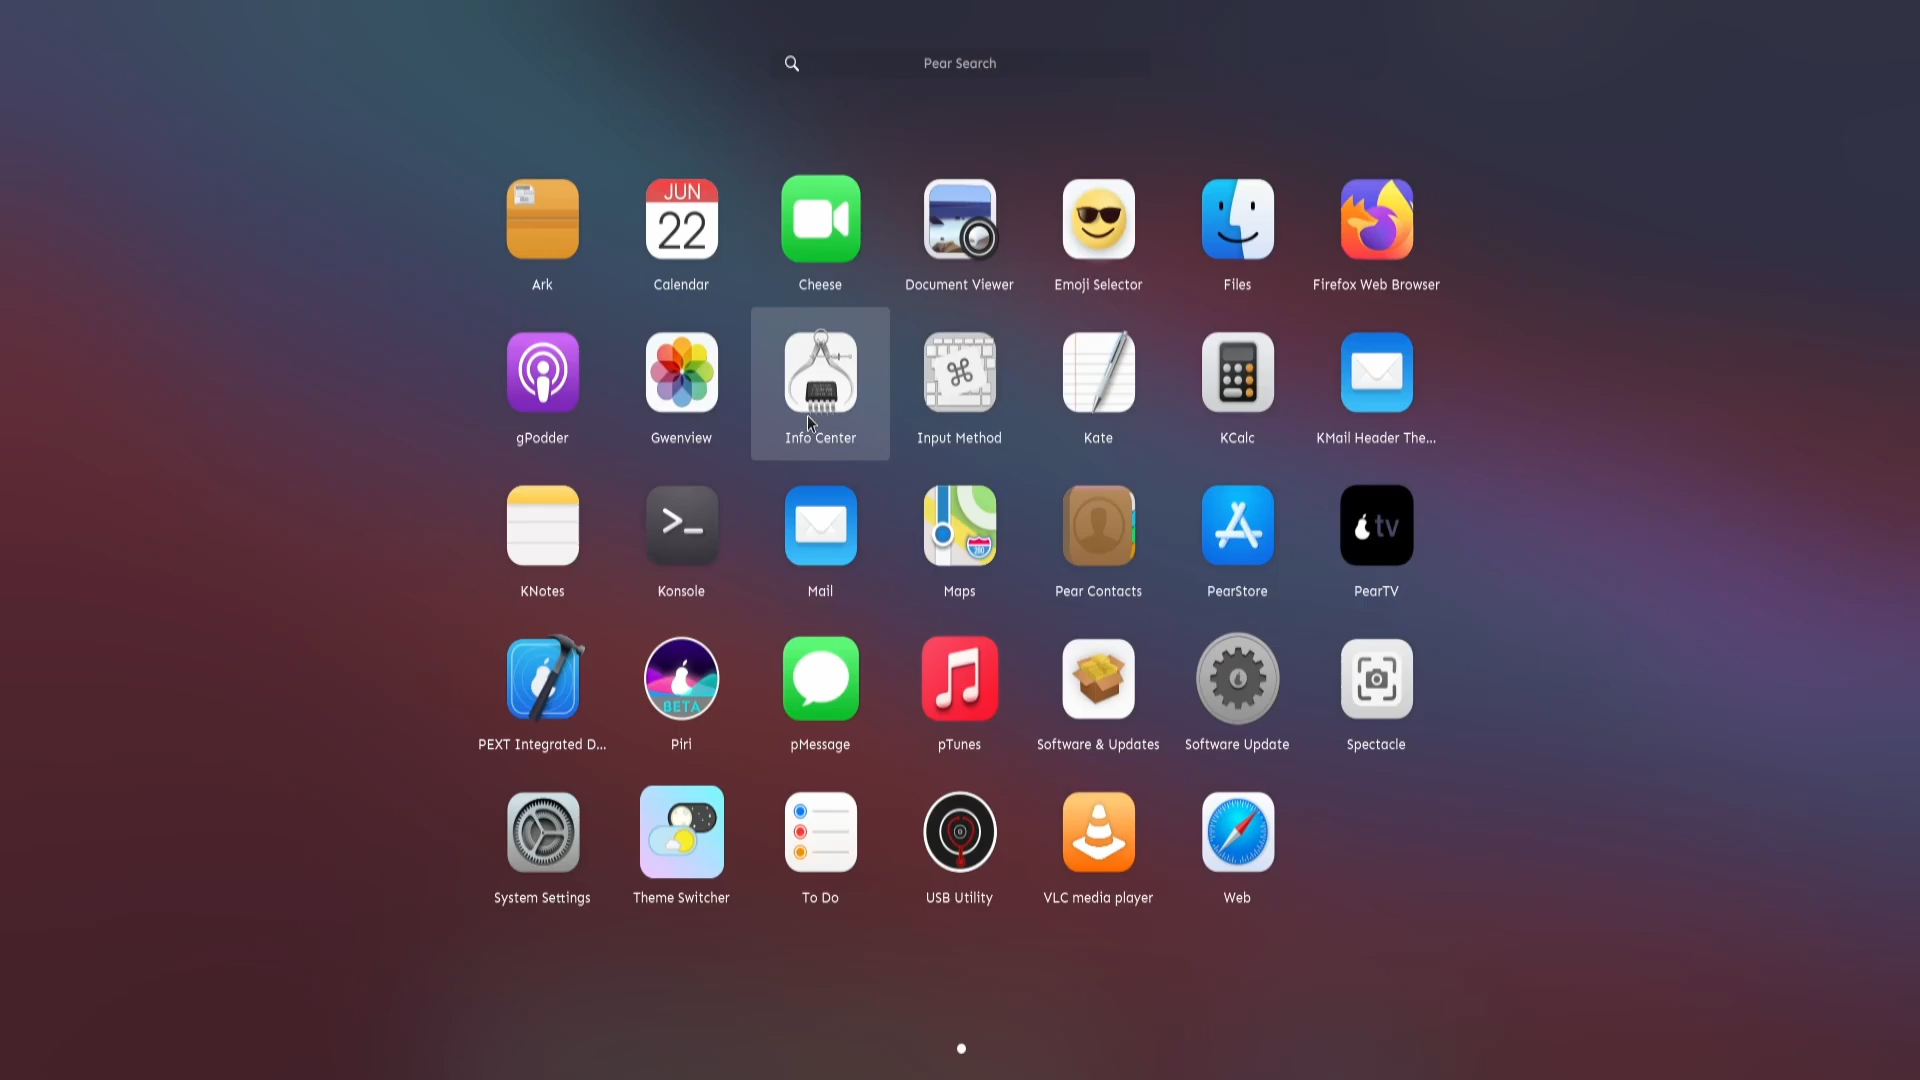 Pear Search
JUN
22
Ark
Calendar
Cheese
Document Viewer
Emoji Selector
Files
Firefox Web Browser
gPodder
Gwenview
Info Center
Input Method
Kate
KCalc
KMail Header The...
280
tv
KNotes
Konsole
Mail
Maps
Pear Contacts
PearStore
PearTV
BETA
PEXT Integrated D...
Piri
pMessage
pTunes
Software & Updates
Software Update
Spectacle
System Settings
Theme Switcher
To Do
USB Utility
VLC media player
Web